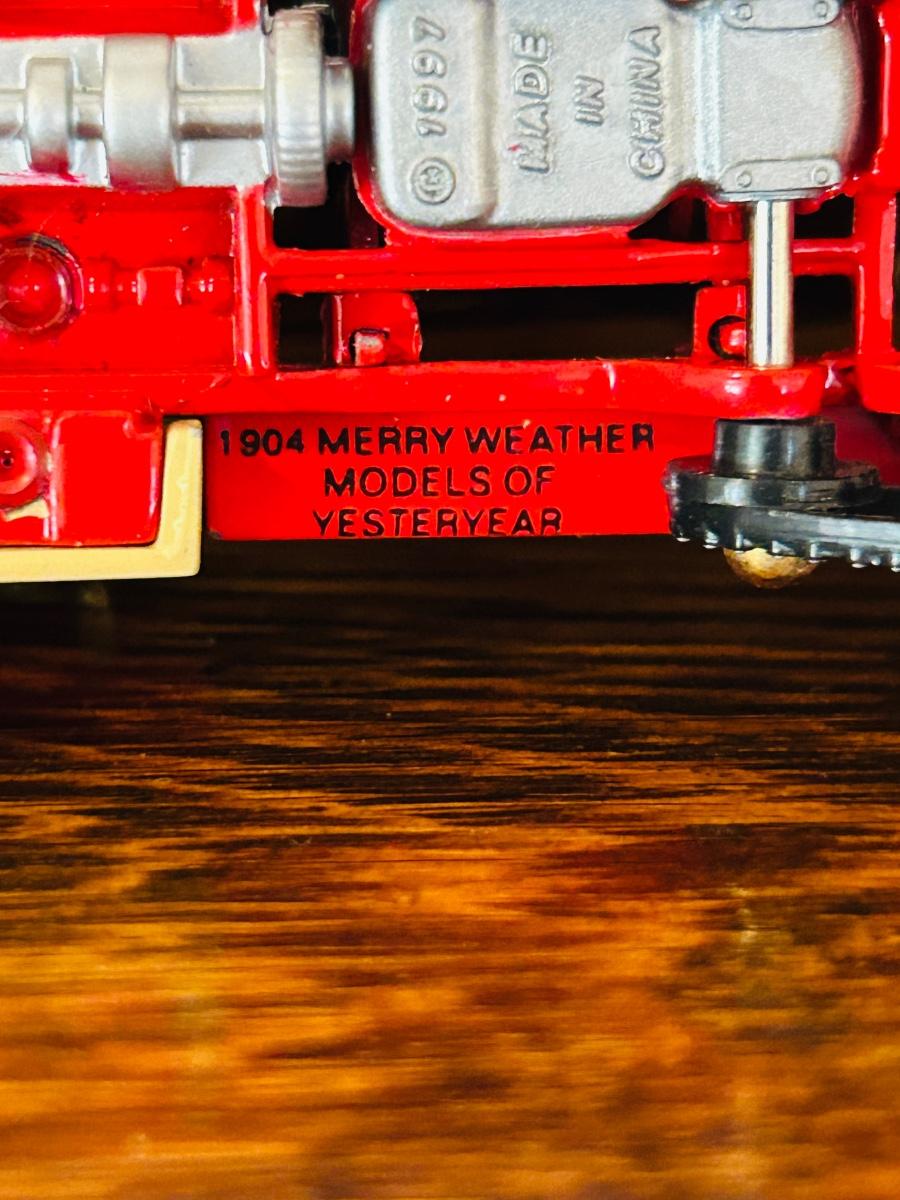 © 1997
MADE
IN
CHINA
1904 MERRY WEATHER
MODELS OF
YESTERYEAR